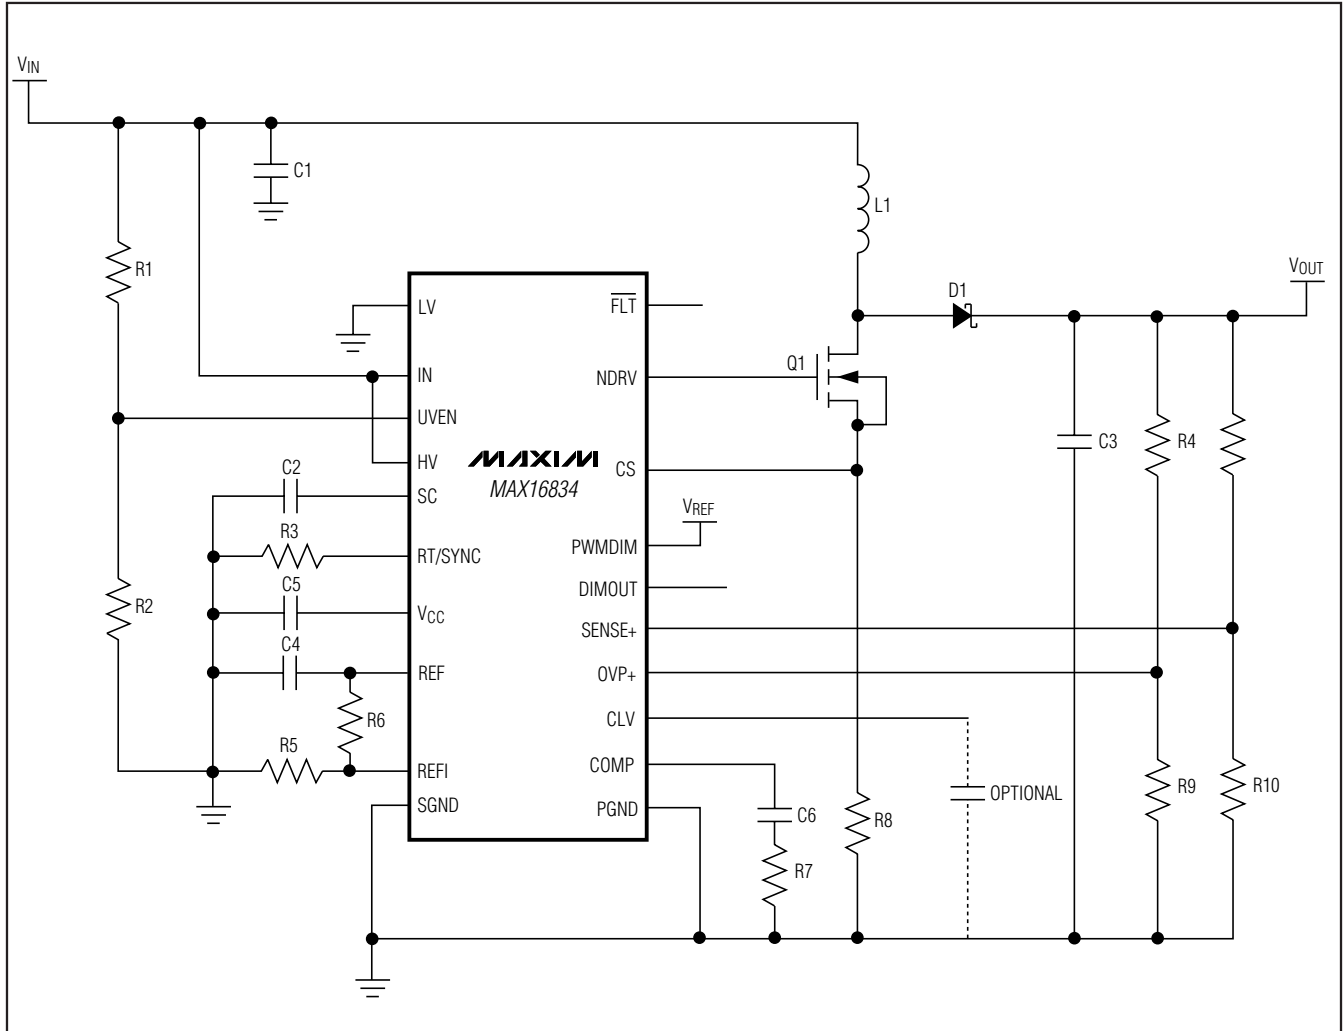 VIN
C1
L1
R1
VOUT
D1
LV
FLT
Q1
IN
NDRV
UVEN
C3
R4
HV
MAXIM
CS
C2
SC
MAX16834
VREF
R3
RT/SYNC
PWMDIM
C5
DIMOUT
R2
VCC
SENSE+
C4
REF
OVP+
R6
CLV
R5
REFI
COMP
OPTIONAL
R9
R10
SGND
PGND
C6
R8
R7